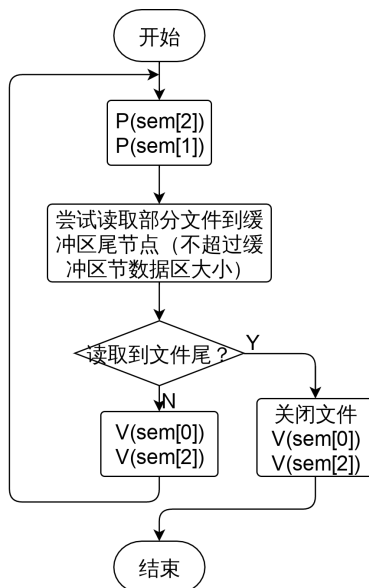 开始
P(sem[2])
P(sem[1])
尝试读取部分文件到缓
冲区尾节点（不超过缓
冲区节数据区大小）
读取到文件尾？
Y
N
V(sem[0])
V(sem[2])
关闭文件
V(sem[0])
V(sem[2])
结束